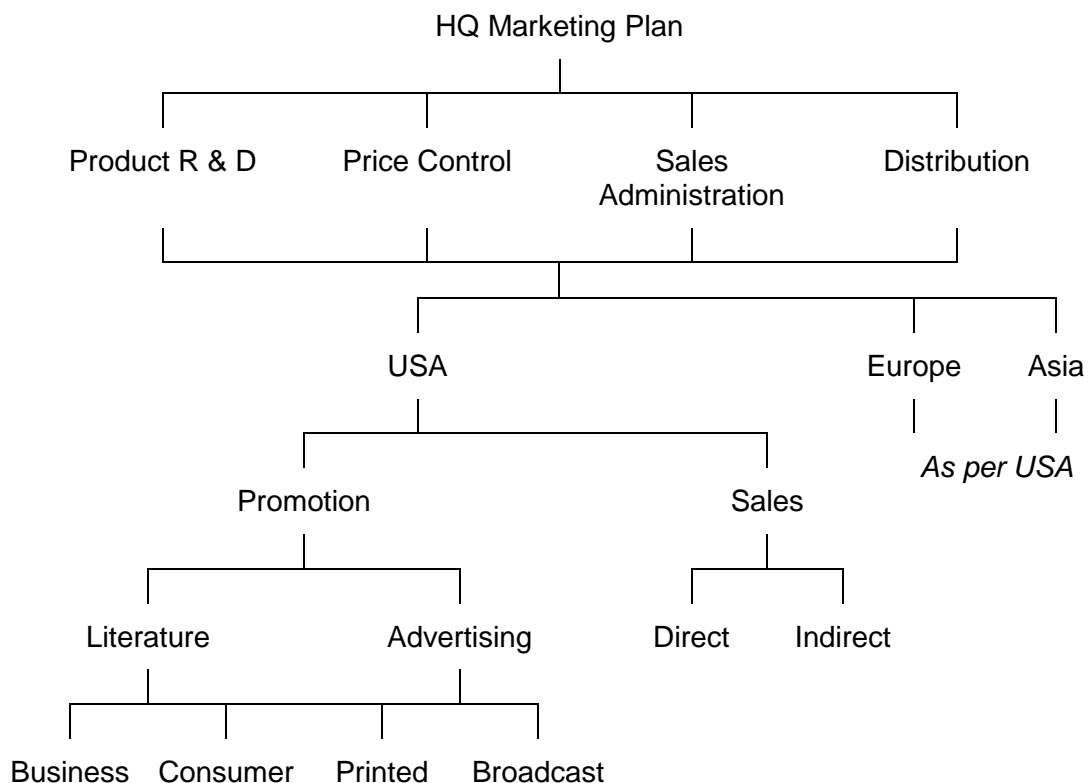 HQ Marketing Plan
Product R & D Price Control Sales Distribution
Administration
USA Europe Asia
As per USA
Promotion Sales
Literature Advertising Direct Indirect
Business Consumer Printed Broadcast